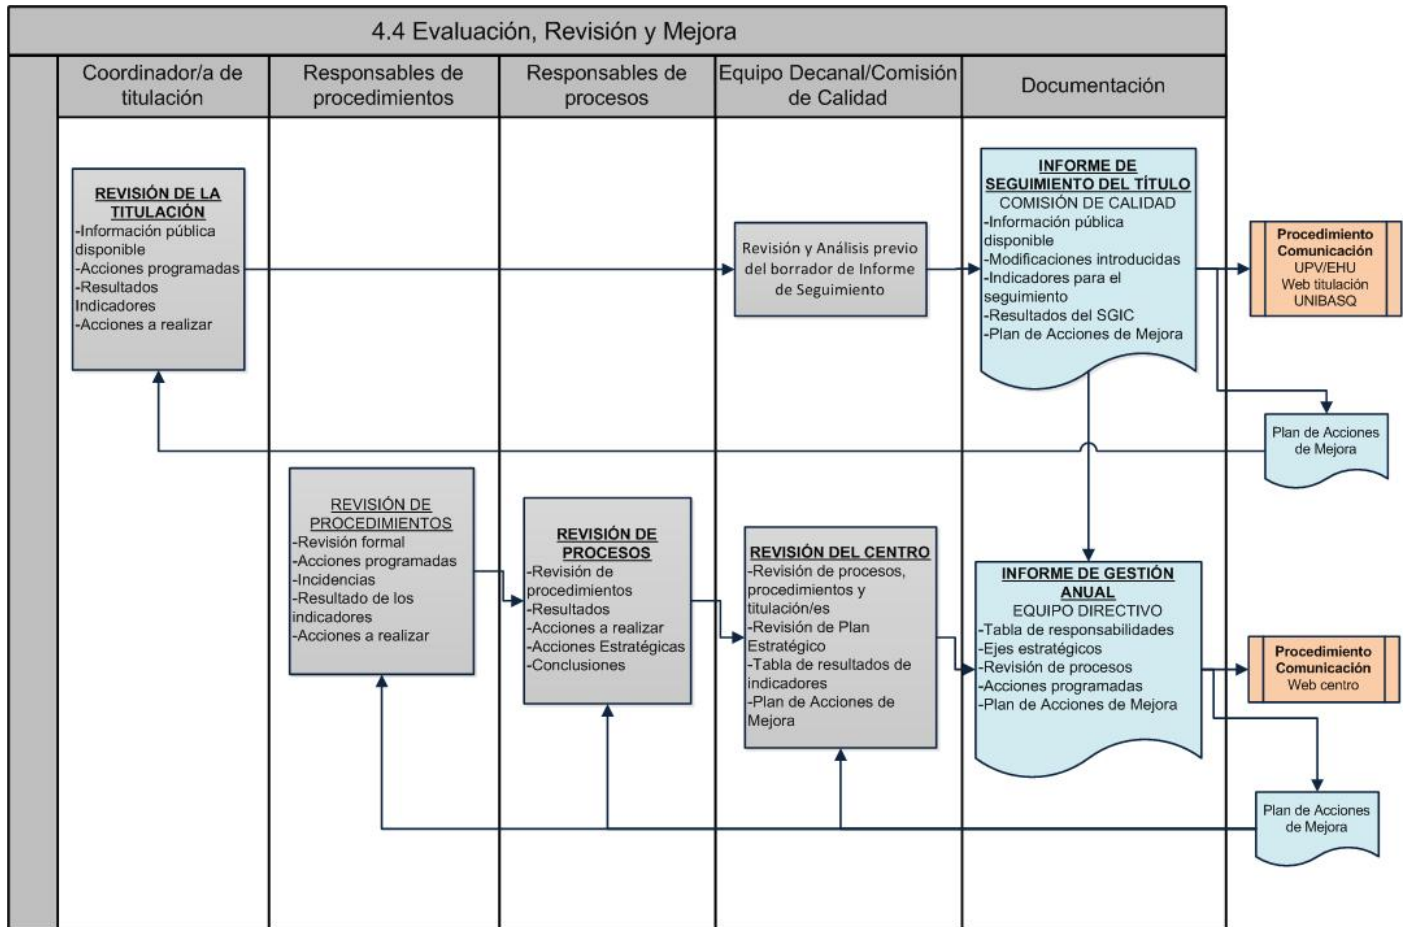 4.4 Evaluación, Revisión y Mejora
Coordinador/a de
titulación
Responsables de
procedimientos
Responsables de
procesos
Equipo Decanal/Comisión
de Calidad
Documentación
REVISIÓN DE LA
TITULACIÓN
-Información pública
disponible
-Acciones programadas
-Resultados
Indicadores
-Acciones a realizar
Revisión y Análisis previo
del borrador de Informe
de Seguimiento
INFORME DE
SEGUIMIENTO DEL TÍTULO
COMISIÓN DE CALIDAD
-Información pública
disponible
-Modificaciones introducidas
-Indicadores para el
seguimiento
-Resultados del SGIC
-Plan de Acciones de Mejora
Procedimiento
Comunicación
UPV/EHU
Web titulación
UNIBASQ
Plan de Acciones
de Mejora
REVISIÓN DE
PROCEDIMIENTOS
-Revisión formal
-Acciones programadas
-Incidencias
-Resultado de los
indicadores
-Acciones a realizar
REVISIÓN DE
PROCESOS
-Revisión de
procedimientos
-Resultados
-Acciones a realizar
-Acciones Estratégicas
-Conclusiones
REVISIÓN DEL CENTRO
-Revisión de procesos,
procedimientos y
titulación/es
-Revisión de Plan
Estratégico
-Tabla de resultados de
indicadores
-Plan de Acciones de
Mejora
INFORME DE GESTIÓN
ANUAL
EQUIPO DIRECTIVO
-Tabla de responsabilidades
-Ejes estratégicos
-Revisión de procesos
-Acciones programadas
-Plan de Acciones de Mejora
Procedimiento
Comunicación
Web centro
Plan de Acciones
de Mejora